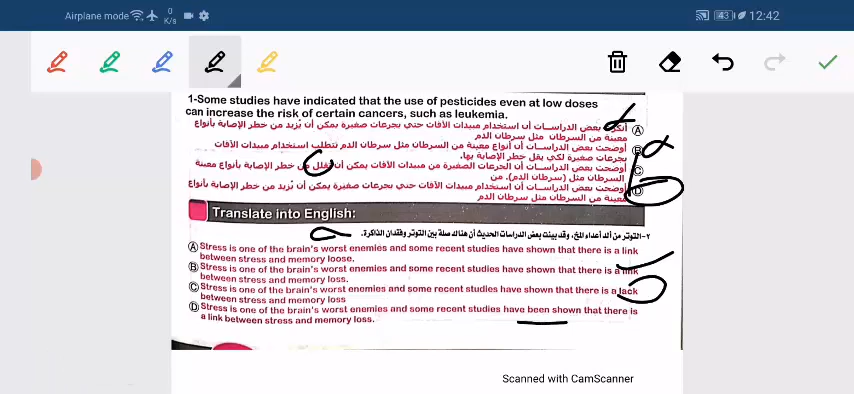 Airplane mode 0 K/s 43 12:42
1-Some studies have indicated that the use of pesticides even at low doses
can increase the risk of certain cancers, such as leukemia.
A بعض الدراسات أن استخدام مبيدات الآفات حتي بجرعات صغيرة يمكن أن يُزيد من خطر الإصابة بأنواع
معينة من السرطان مثل سرطان الدم
B أوضحت بعض الدراسات أن أنواع معينة من السرطان مثل سرطان الدم تتطلب استخدام مبيدات الآفات
بجرعات صغيرة لكي يقل خطر الإصابة بها.
C أوضحت بعض الدراسات أن الجرعات الصغيرة من مبيدات الآفات يمكن أن تقلل من خطر الإصابة بأنواع معينة
من السرطان مثل (سرطان الدم).
D أوضحت بعض الدراسات أن استخدام مبيدات الآفات حتي بجرعات صغيرة يمكن أن يُزيد من خطر الإصابة بأنواع
معينة من السرطان مثل سرطان الدم
Translate into English:
٢-التوتر من ألد أعداء المخ، وقد بينت بعض الدراسات الحديث أن هناك صلة بين التوتر وفقدان الذاكرة.
A Stress is one of the brain's worst enemies and some recent studies have shown that there is a link
between stress and memory loose.
B Stress is one of the brain's worst enemies and some recent studies have shown that there is a link
between stress and memory loss.
C Stress is one of the brain's worst enemies and some recent studies have shown that there is a lack
between stress and memory loss
D Stress is one of the brain's worst enemies and some recent studies have been shown that there is
a link between stress and memory loss.
Scanned with CamScanner